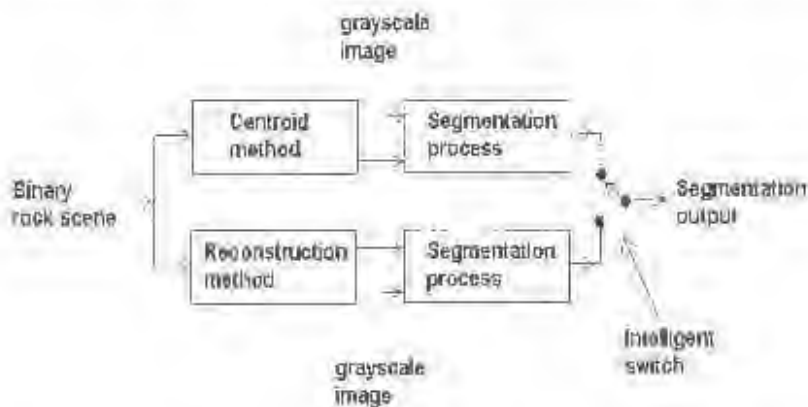 grayscale
image
Centroid
method
Segmentation
process
Binary
rock scene
Segmentation
output
Reconstruction
method
Segmentation
process
Intelligent
switch
grayscale
image